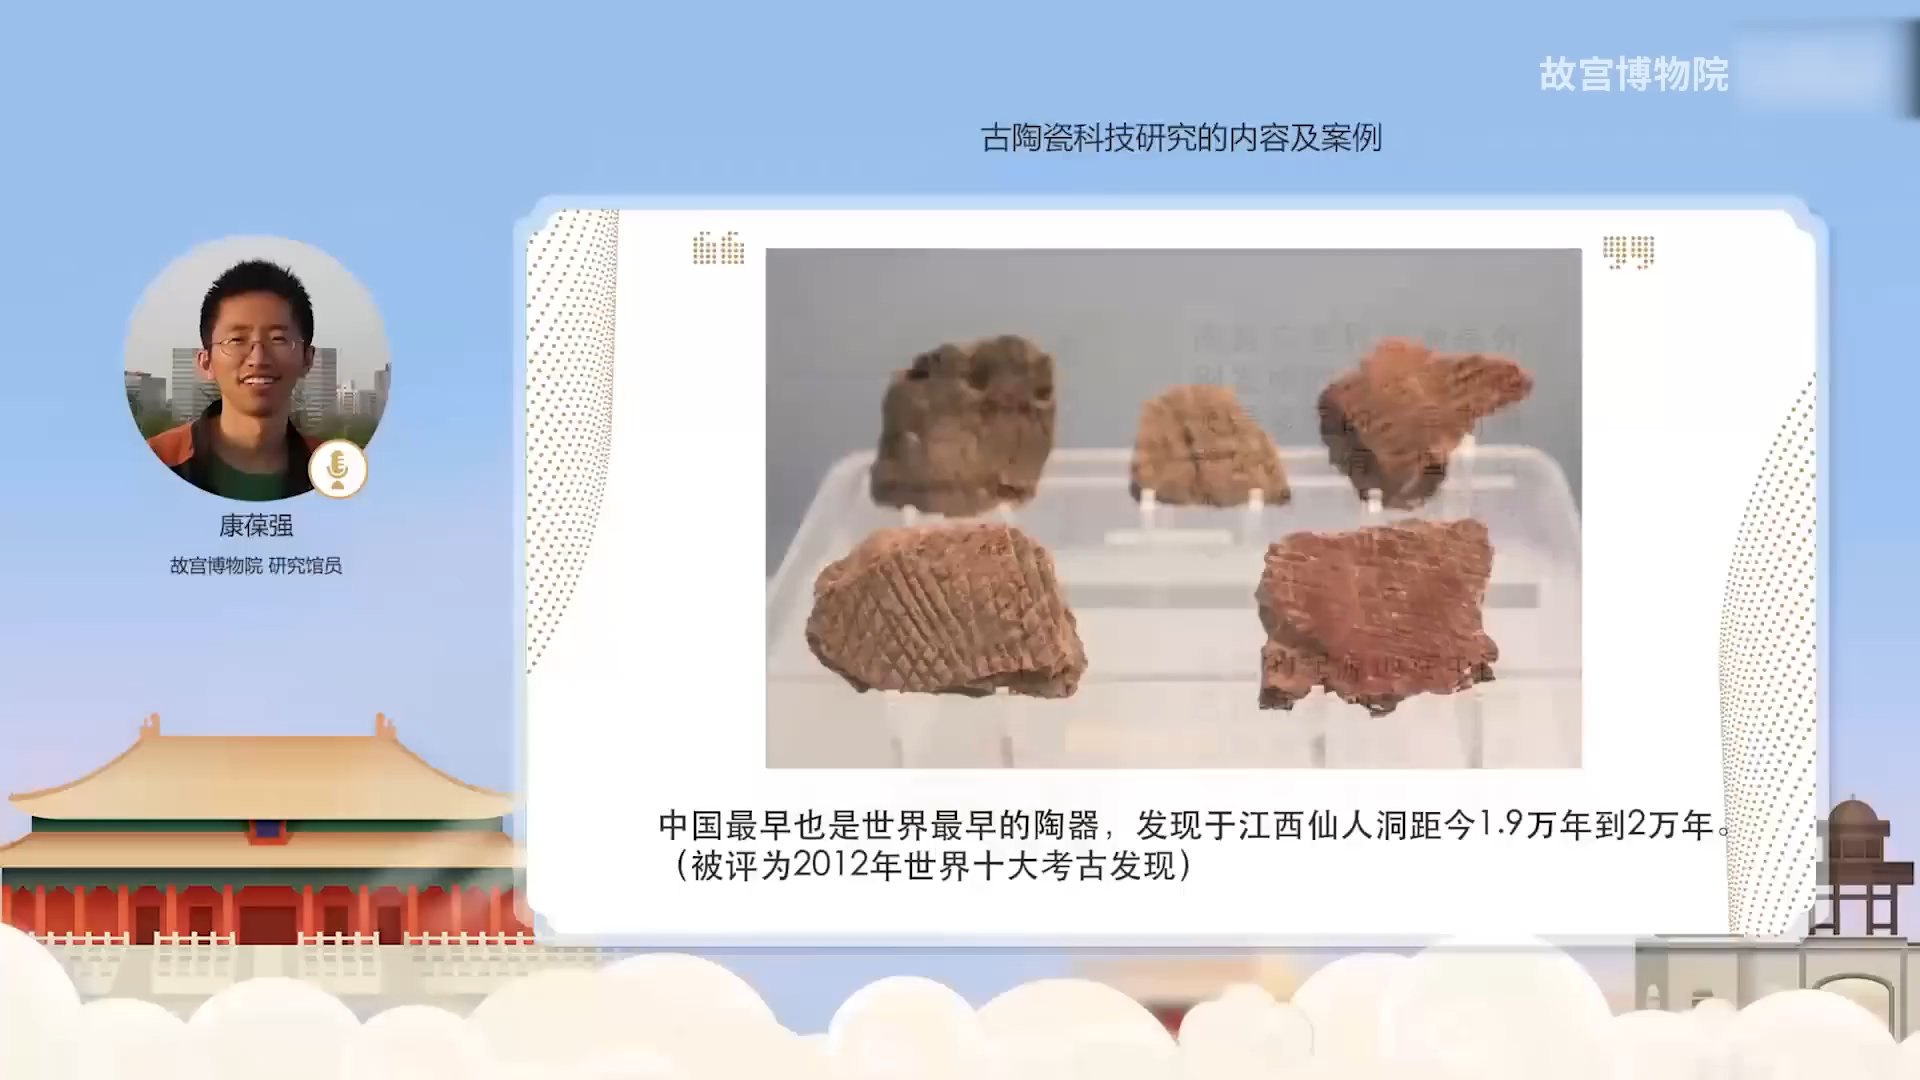 故宫博物院
古陶瓷科技研究的内容及案例
康葆强
故宫博物院 研究馆员
中国最早也是世界最早的陶器，发现于江西仙人洞距今1.9万年到2万年。
（被评为2012年世界十大考古发现）